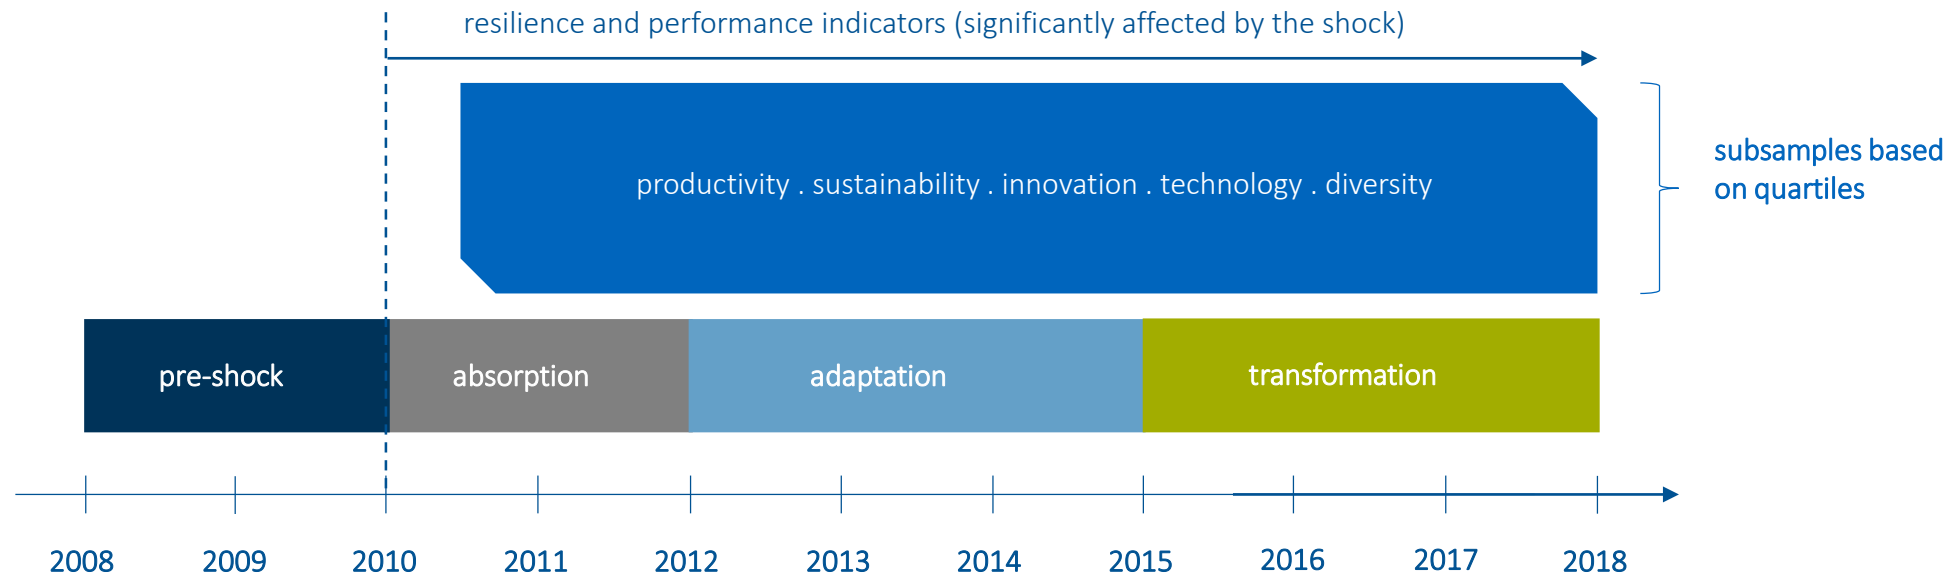 resilience and performance indicators (significantly affected by the shock)
productivity . sustainability . innovation . technology . diversity
subsamples based
on quartiles
pre-shock
absorption
adaptation
transformation
2008
2009
2010
2011
2012
2013
2014
2015
2016
2017
2018